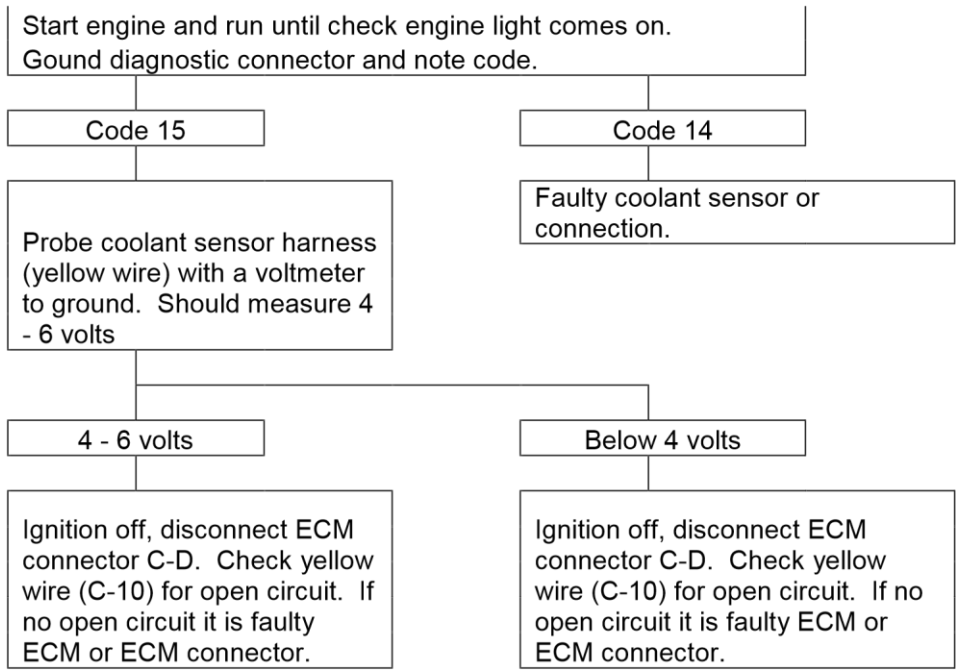 Start engine and run until check engine light comes on.
Gound diagnostic connector and note code.
Code 15
Code 14
Faulty coolant sensor or
connection.
Probe coolant sensor harness
(yellow wire) with a voltmeter
to ground.  Should measure 4
- 6 volts
4 - 6 volts
Below 4 volts
Ignition off, disconnect ECM
connector C-D.  Check yellow
wire (C-10) for open circuit.  If
no open circuit it is faulty
ECM or ECM connector.
Ignition off, disconnect ECM
connector C-D.  Check yellow
wire (C-10) for open circuit.  If no
open circuit it is faulty ECM or
ECM connector.